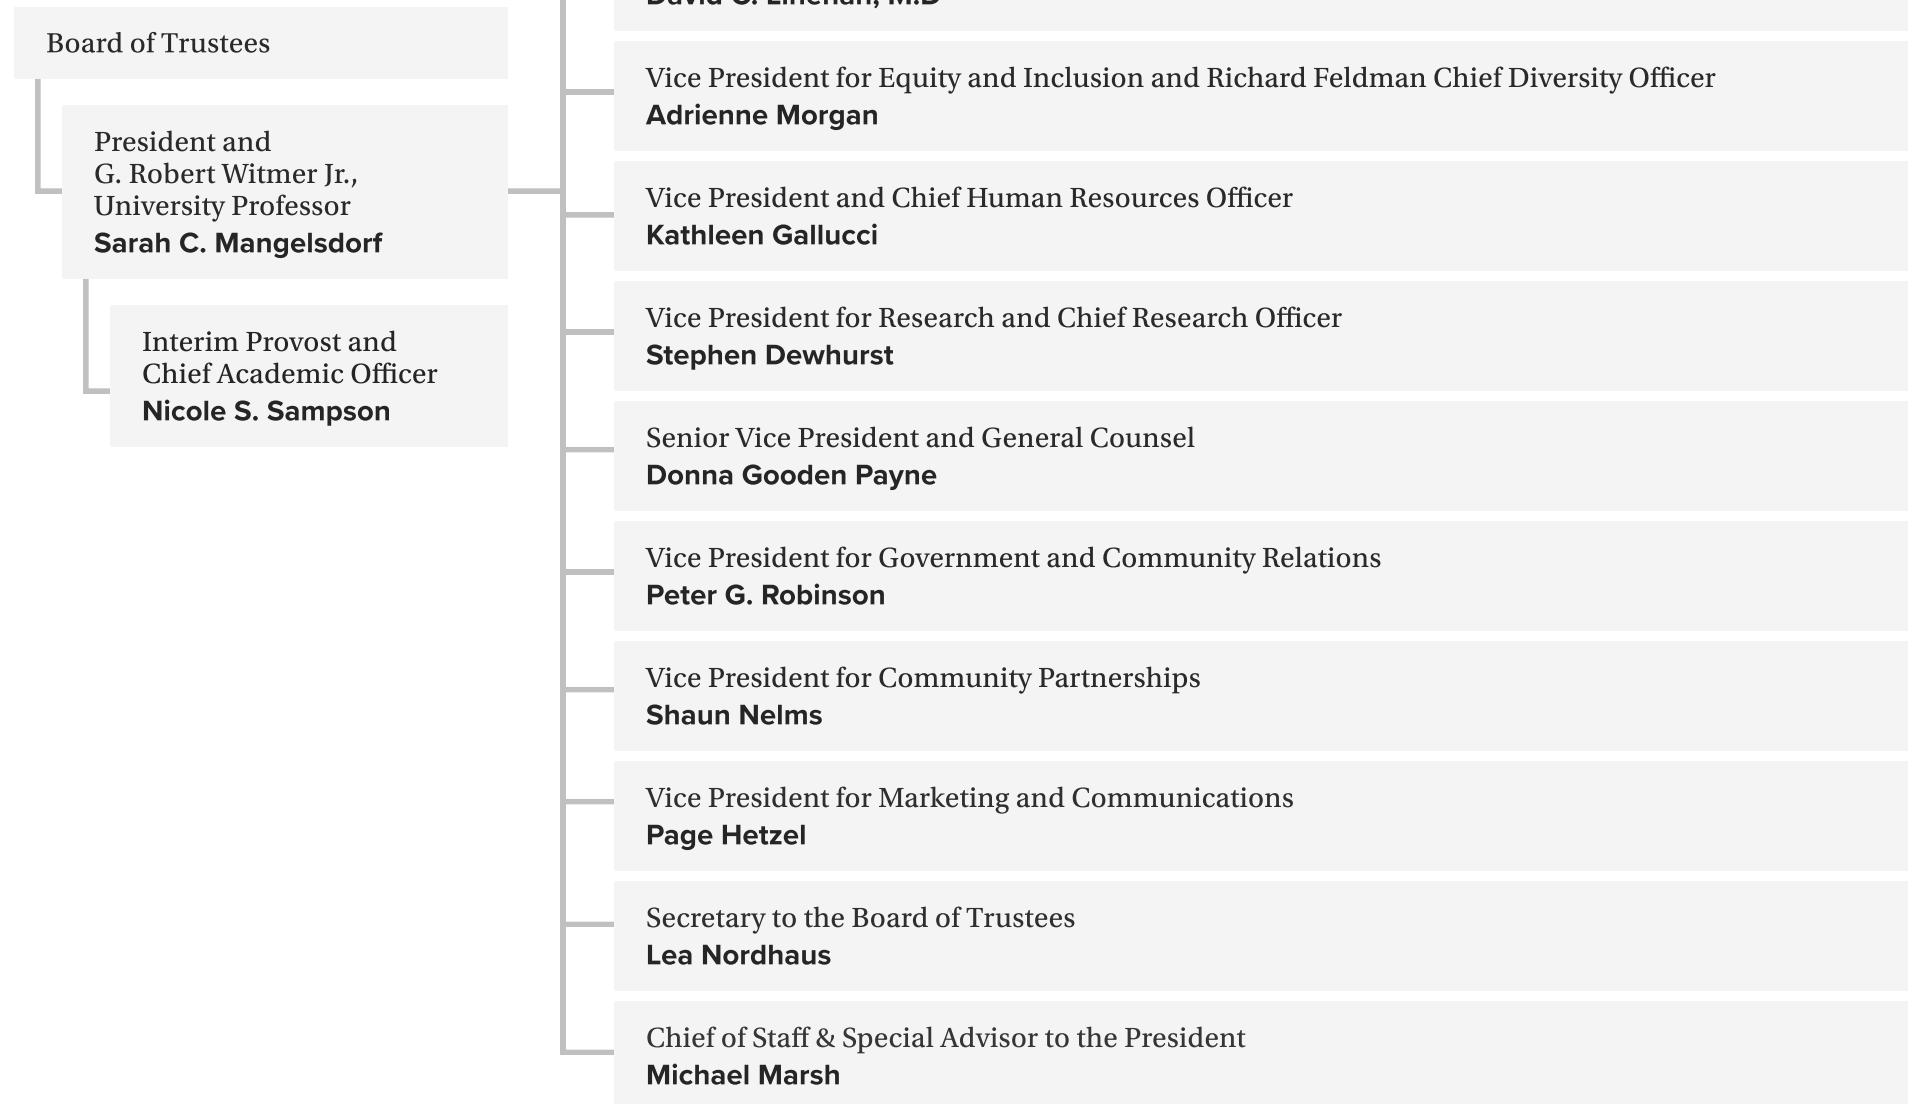 Board of Trustees
President and
G. Robert Witmer Jr.,
University Professor
Sarah C. Mangelsdorf
Interim Provost and
Chief Academic Officer
Nicole S. Sampson
David C. Linehan, M.D
Vice President for Equity and Inclusion and Richard Feldman Chief Diversity Officer
Adrienne Morgan
Vice President and Chief Human Resources Officer
Kathleen Gallucci
Vice President for Research and Chief Research Officer
Stephen Dewhurst
Senior Vice President and General Counsel
Donna Gooden Payne
Vice President for Government and Community Relations
Peter G. Robinson
Vice President for Community Partnerships
Shaun Nelms
Vice President for Marketing and Communications
Page Hetzel
Secretary to the Board of Trustees
Lea Nordhaus
Chief of Staff & Special Advisor to the President
Michael Marsh